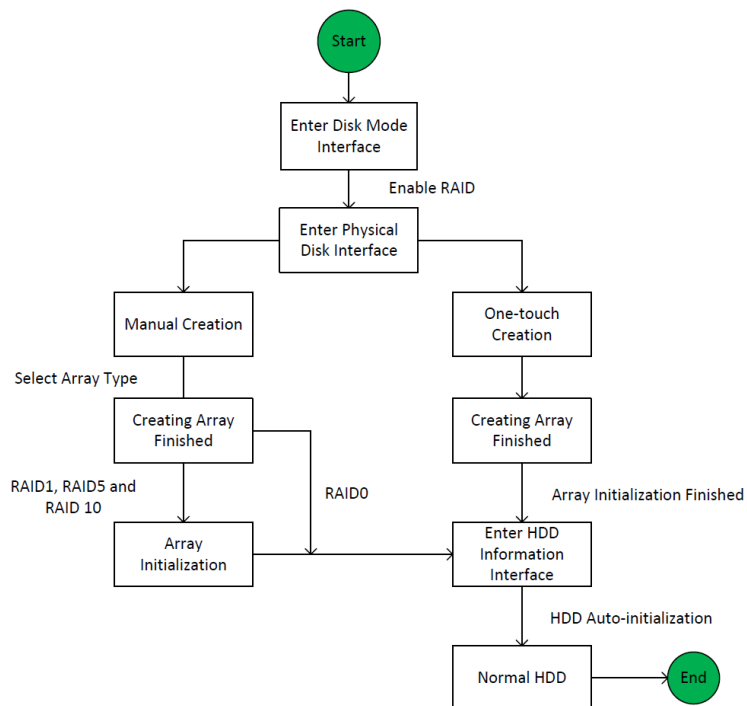 Start
Enter Disk Mode
Interface
Enable RAID
Enter Physical
Disk Interface
Manual Creation
One-touch
Creation
Select Array Type
Creating Array
Finished
Creating Array
Finished
RAID1, RAID5 and
RAID 10
RAID0
Array Initialization Finished
Array
Initialization
Enter HDD
Information
Interface
HDD Auto-initialization
Normal HDD
End